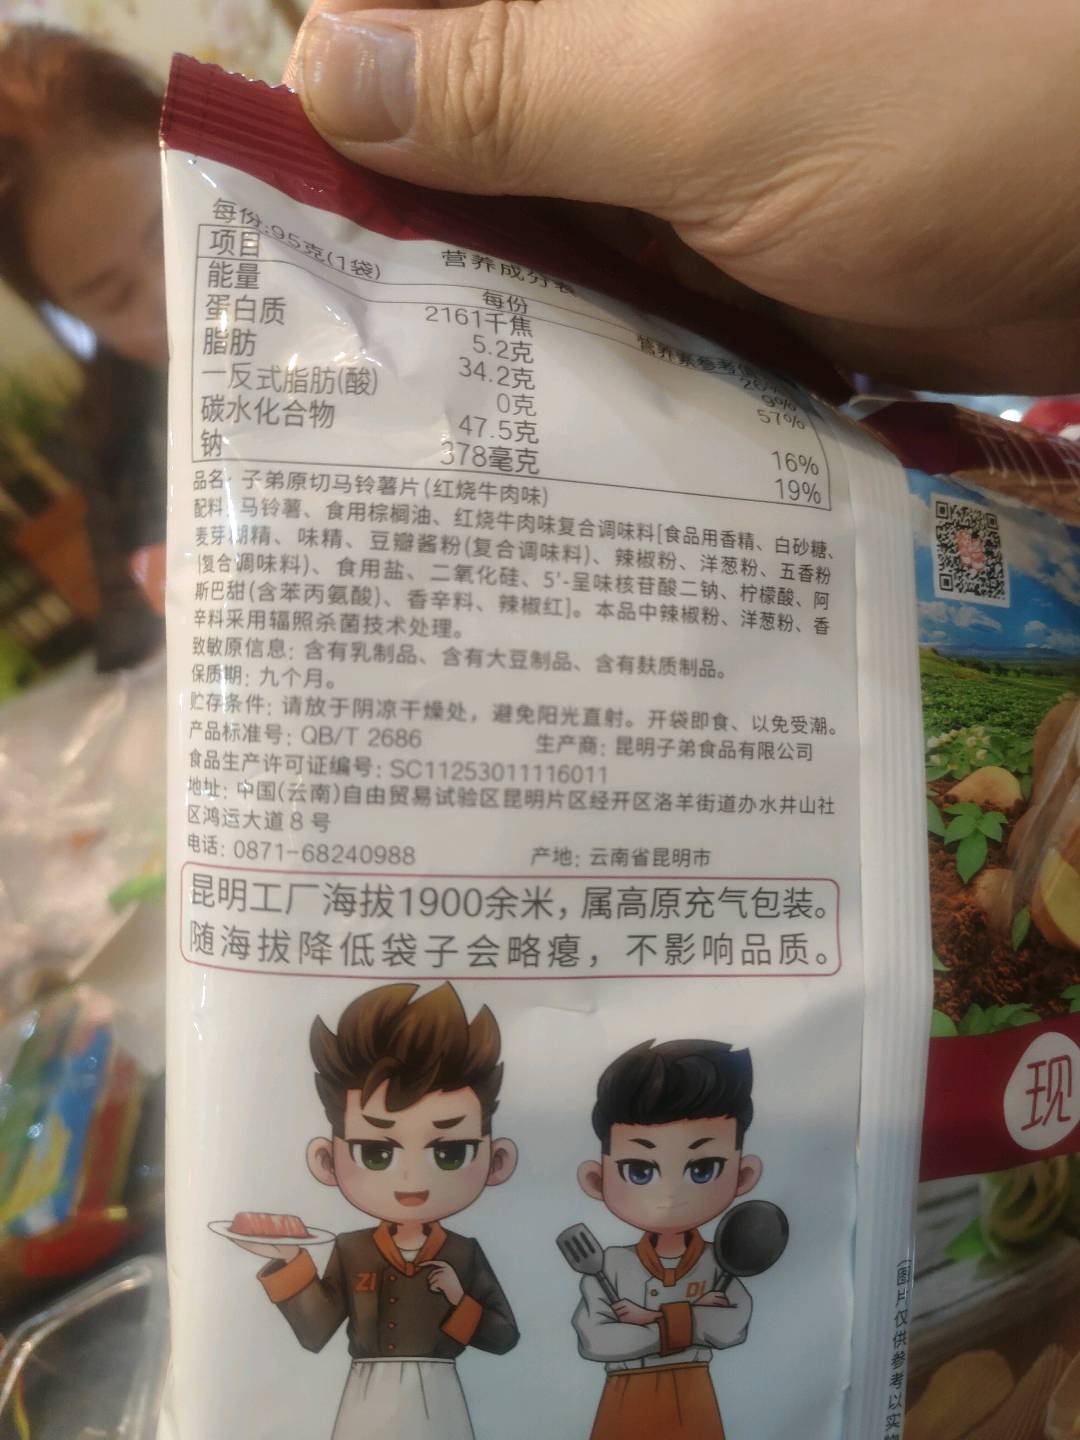 每份:95克(1袋)
营养成分表
项目 每份 营养素参考值
能量 2161千焦
蛋白质 5.2克 9%
脂肪 34.2克 57%
一反式脂肪(酸) 0克
碳水化合物 47.5克 16%
钠 378毫克 19%
品名: 子弟原切马铃薯片(红烧牛肉味)
配料: 马铃薯、食用棕榈油、红烧牛肉味复合调味料[食品用香精、白砂糖、
麦芽糊精、味精、豆瓣酱粉(复合调味料)、辣椒粉、洋葱粉、五香粉
(复合调味料)、食用盐、二氧化硅、5'-呈味核苷酸二钠、柠檬酸、阿
斯巴甜(含苯丙氨酸)、香辛料、辣椒红]。本品中辣椒粉、洋葱粉、香
辛料采用辐照杀菌技术处理。
致敏原信息: 含有乳制品、含有大豆制品、含有麸质制品。
保质期: 九个月。
贮存条件: 请放于阴凉干燥处，避免阳光直射。开袋即食、以免受潮。
产品标准号: QB/T 2686 生产商: 昆明子弟食品有限公司
食品生产许可证编号: SC11253011116011
地址: 中国(云南)自由贸易试验区昆明片区经开区洛羊街道办水井山社
区鸿运大道8号
电话: 0871-68240988 产地: 云南省昆明市
昆明工厂海拔1900余米，属高原充气包装。
随海拔降低袋子会略瘪，不影响品质。
Zi
Di
现
(图片仅供参考以实